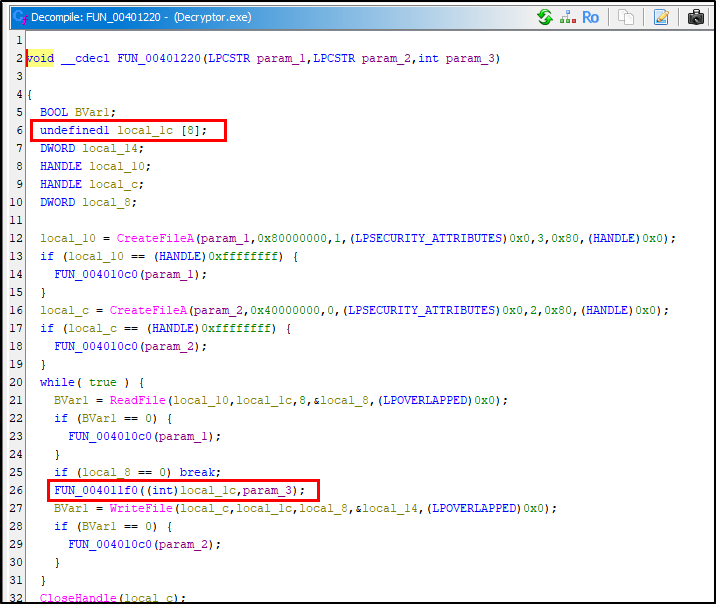 Decompile: FUN_00401220 - (Decryptor.exe)
Ro
1
2 void __cdecl FUN_00401220(LPCSTR param_1,LPCSTR param_2,int param_3)
3
4 {
5 BOOL BVar1;
6 undefined1 local_1c [8];
7 DWORD local_14;
8 HANDLE local_10;
9 HANDLE local_c;
10 DWORD local_8;
11
12 local_10 = CreateFileA(param_1,0x80000000,1,(LPSECURITY_ATTRIBUTES)0x0,3,0x80,(HANDLE)0x0);
13 if (local_10 == (HANDLE)0xffffffff) {
14 FUN_004010c0(param_1);
15 }
16 local_c = CreateFileA(param_2,0x40000000,0,(LPSECURITY_ATTRIBUTES)0x0,2,0x80,(HANDLE)0x0);
17 if (local_c == (HANDLE)0xffffffff) {
18 FUN_004010c0(param_2);
19 }
20 while( true ) {
21 BVar1 = ReadFile(local_10,local_1c,8,&local_8,(LPOVERLAPPED)0x0);
22 if (BVar1 == 0) {
23 FUN_004010c0(param_1);
24 }
25 if (local_8 == 0) break;
26 FUN_004011f0((int)local_1c,param_3);
27 BVar1 = WriteFile(local_c,local_1c,local_8,&local_14,(LPOVERLAPPED)0x0);
28 if (BVar1 == 0) {
29 FUN_004010c0(param_2);
30 }
31 }
32 CloseHandle(local_c);